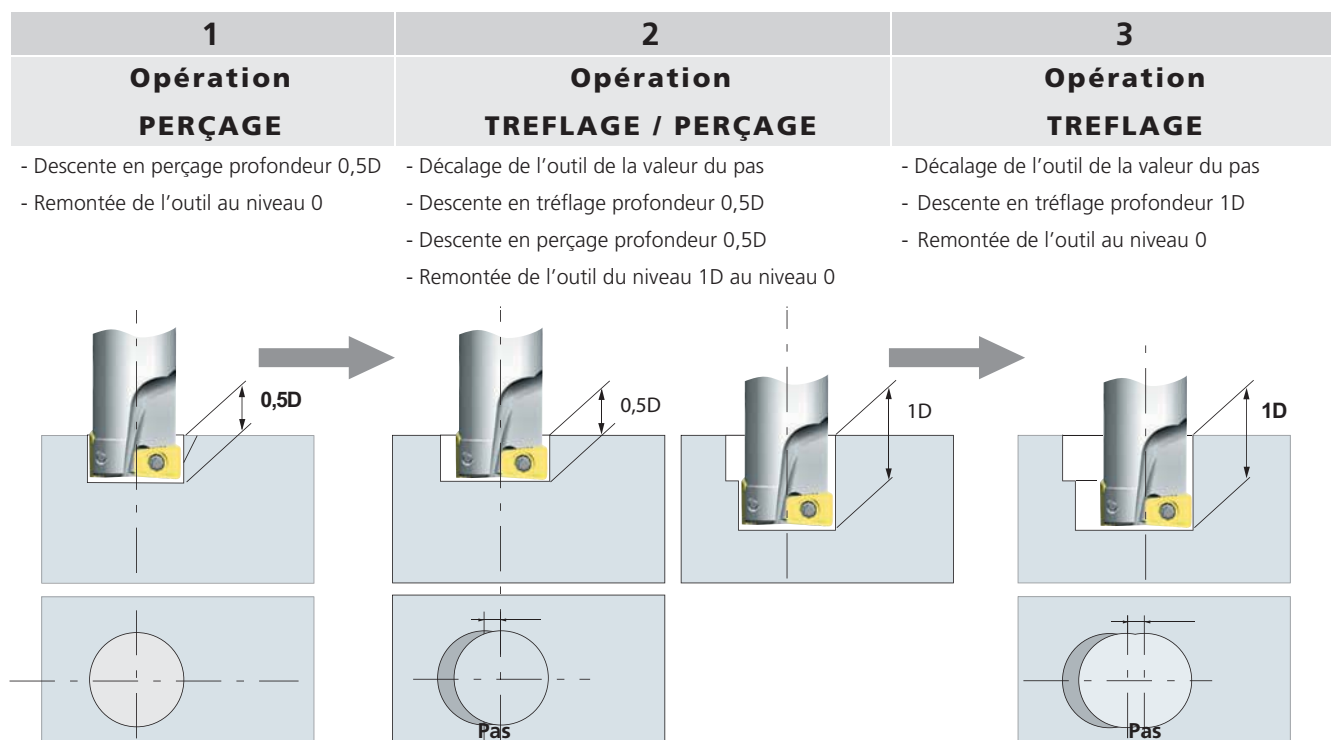 1
2
3
Opération
PERÇAGE
Opération
TREFLAGE / PERÇAGE
Opération
TREFLAGE
- Descente en perçage profondeur 0,5D
- Remontée de l’outil au niveau 0
- Décalage de l’outil de la valeur du pas
- Descente en tréflage profondeur 0,5D
- Descente en perçage profondeur 0,5D
- Remontée de l’outil du niveau 1D au niveau 0
- Décalage de l’outil de la valeur du pas
- Descente en tréflage profondeur 1D
- Remontée de l’outil au niveau 0
0,5D
0,5D
1D
1D
Pas
Pas